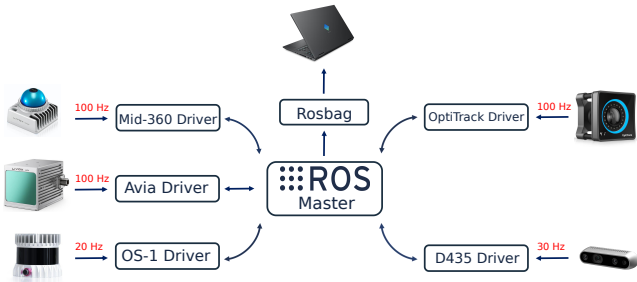 Rosbag
100 Hz
Mid-360 Driver
OptiTrack Driver
100 Hz
100 Hz
Avia Driver
ROS
Master
20 Hz
OS-1 Driver
D435 Driver
30 Hz